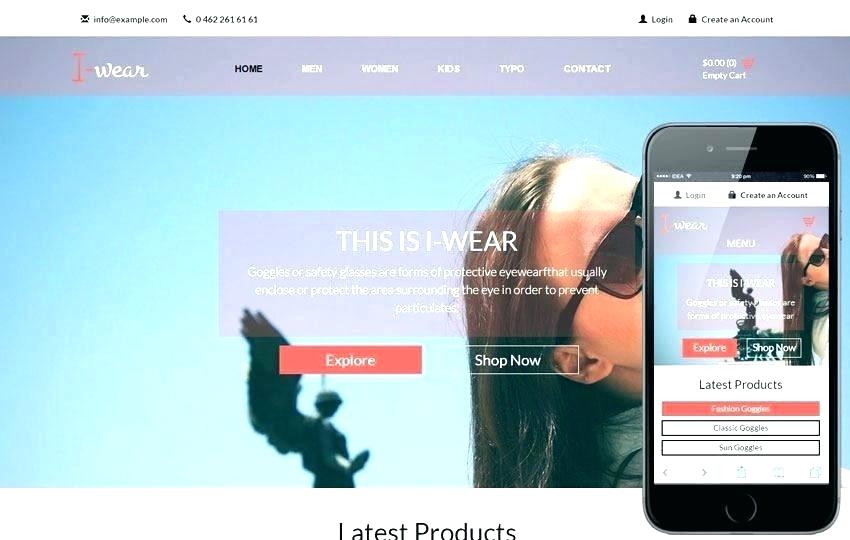 info@example.com 0 462 261 61 61 Login Create an Account
I-wear HOME MEN WOMEN KIDS TYPO CONTACT $0.00 (0)
Empty Cart
THIS IS I-WEAR
Goggles or safety glasses are forms of protective eyewearfthat usually
enclose or protect the area surrounding the eye in order to prevent
particulates.
Explore Shop Now
Latest Products
IDEA 9:20 pm 90%
Login Create an Account
I-wear
MENU
THIS IS I-WEAR
Goggles or safety glasses are
forms of protective eyewear
Explore Shop Now
Latest Products
Fashion Goggles
Classic Goggles
Sun Goggles